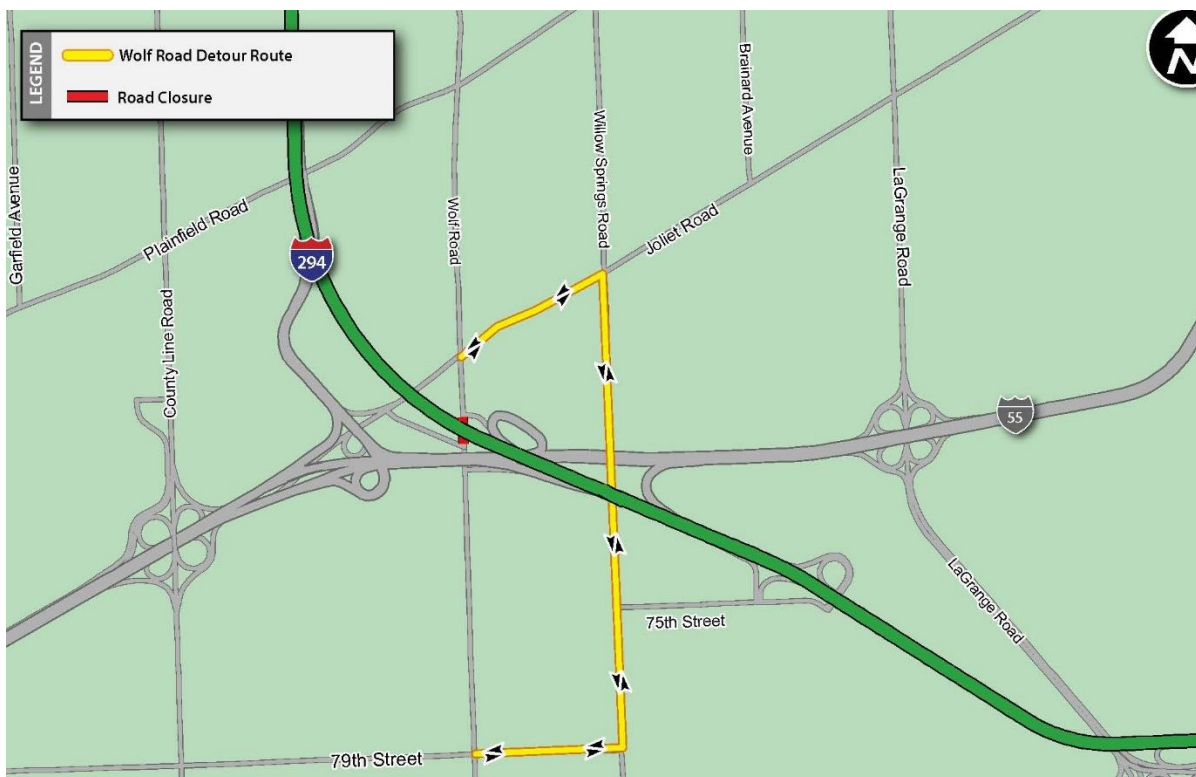 LEGEND
Wolf Road Detour Route
Road Closure
N
Garfield Avenue
Plainfield Road
County Line Road
294
Wolf Road
Willow Springs Road
Brainard Avenue
Joliet Road
LaGrange Road
55
75th Street
LaGrange Road
79th Street